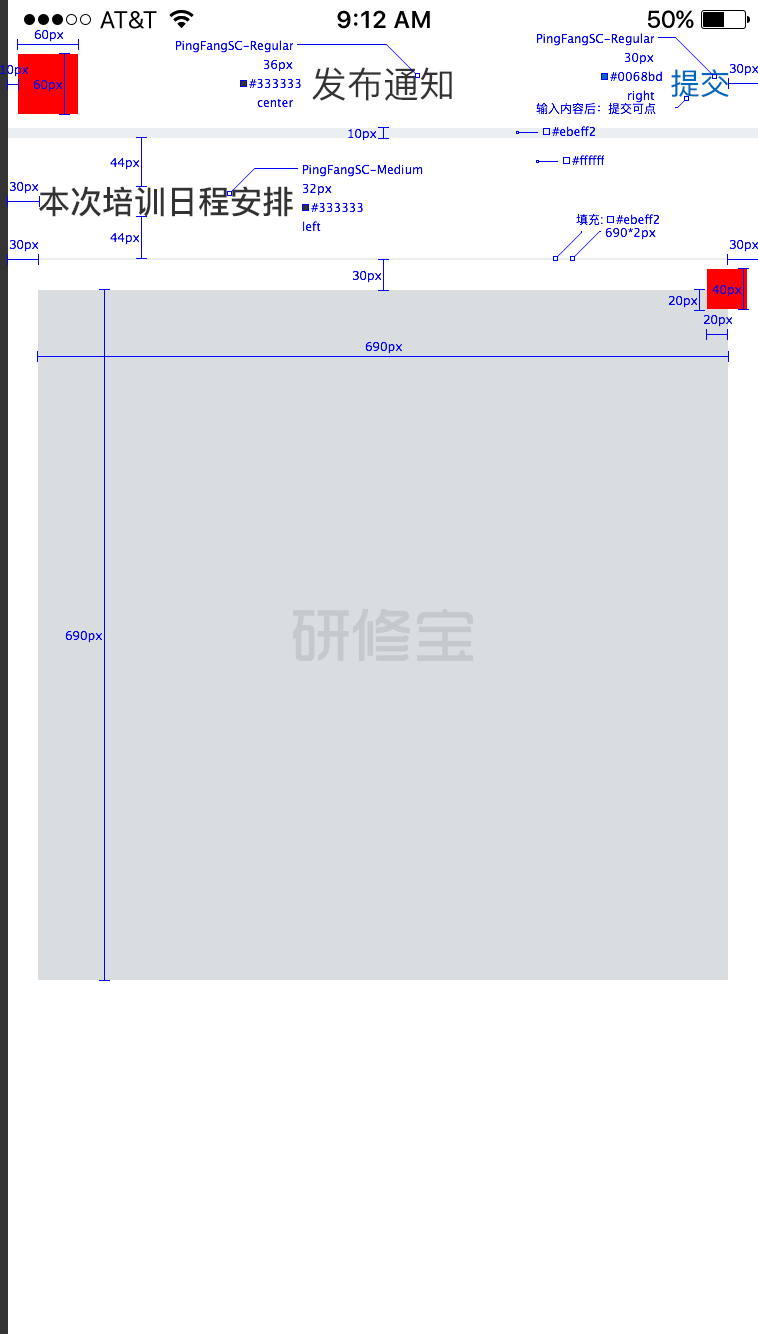 AT&T 9:12 AM 50%
60px
PingFangSC-Regular
36px
#333333
center
发布通知
PingFangSC-Regular
30px
#0068bd
right
输入内容后：提交可点
提交
30px
10px
60px
10px
#ebeff2
#ffffff
44px
PingFangSC-Medium
32px
#333333
left
30px
本次培训日程安排
44px
填充: #ebeff2
690*2px
30px
30px
30px
40px
20px
20px
690px
690px
研修宝